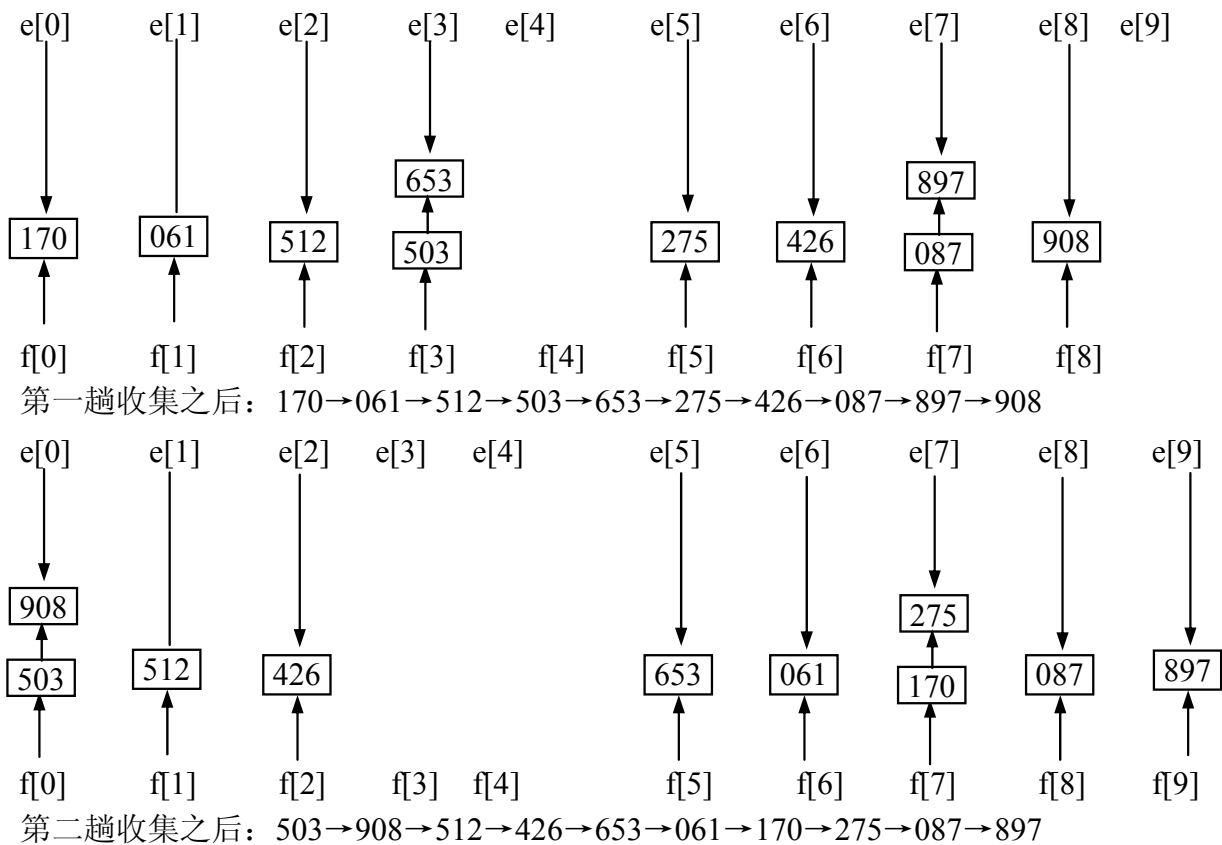 e[0] e[1] e[2] e[3] e[4] e[5] e[6] e[7] e[8] e[9]
653 897
170 061 512 503 275 426 087 908
f[0] f[1] f[2] f[3] f[4] f[5] f[6] f[7] f[8]
第一趟收集之后：170→061→512→503→653→275→426→087→897→908
e[0] e[1] e[2] e[3] e[4] e[5] e[6] e[7] e[8] e[9]
908 275
503 512 426 653 061 170 087 897
f[0] f[1] f[2] f[3] f[4] f[5] f[6] f[7] f[8] f[9]
第二趟收集之后：503→908→512→426→653→061→170→275→087→897